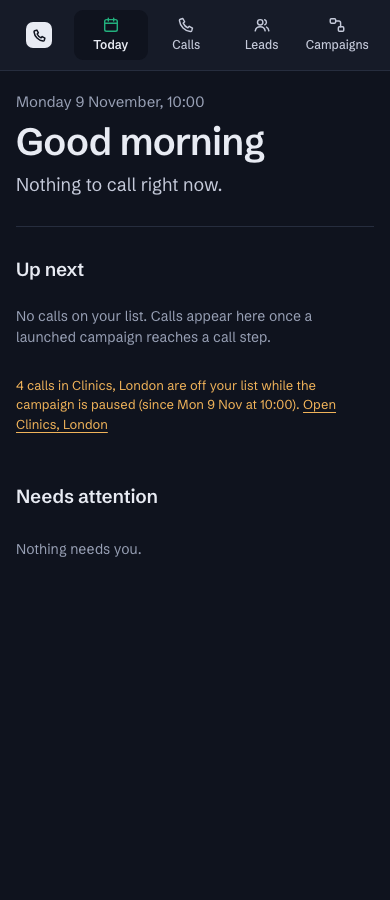 Today
Calls
Leads
Campaigns
Monday 9 November, 10:00
Good morning
Nothing to call right now.
Up next
No calls on your list. Calls appear here once a
launched campaign reaches a call step.
4 calls in Clinics, London are off your list while the
campaign is paused (since Mon 9 Nov at 10:00). Open
Clinics, London
Needs attention
Nothing needs you.